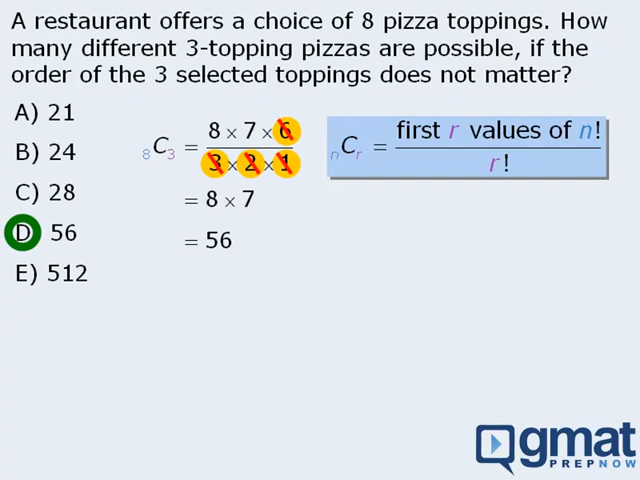 A restaurant offers a choice of 8 pizza toppings. How
many different 3-topping pizzas are possible, if the
order of the 3 selected toppings does not matter?
A) 21
B) 24
C) 28
D 56
E) 512
₈C₃ = 8 × 7 × 6
3 × 2 × 1
= 8 × 7
= 56
ₙCᵣ = first r values of n!
r!
gmat
PREPNOW